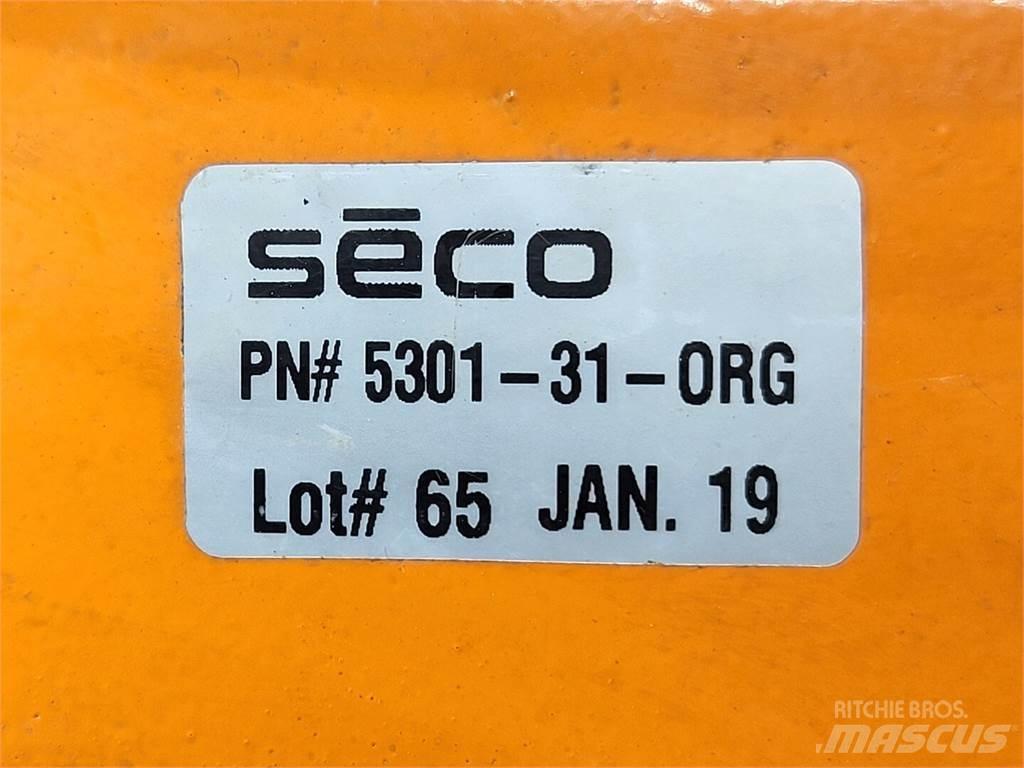 sēco
PN# 5301-31-ORG
Lot# 65 JAN. 19
RITCHIE BROS.
MASCUS